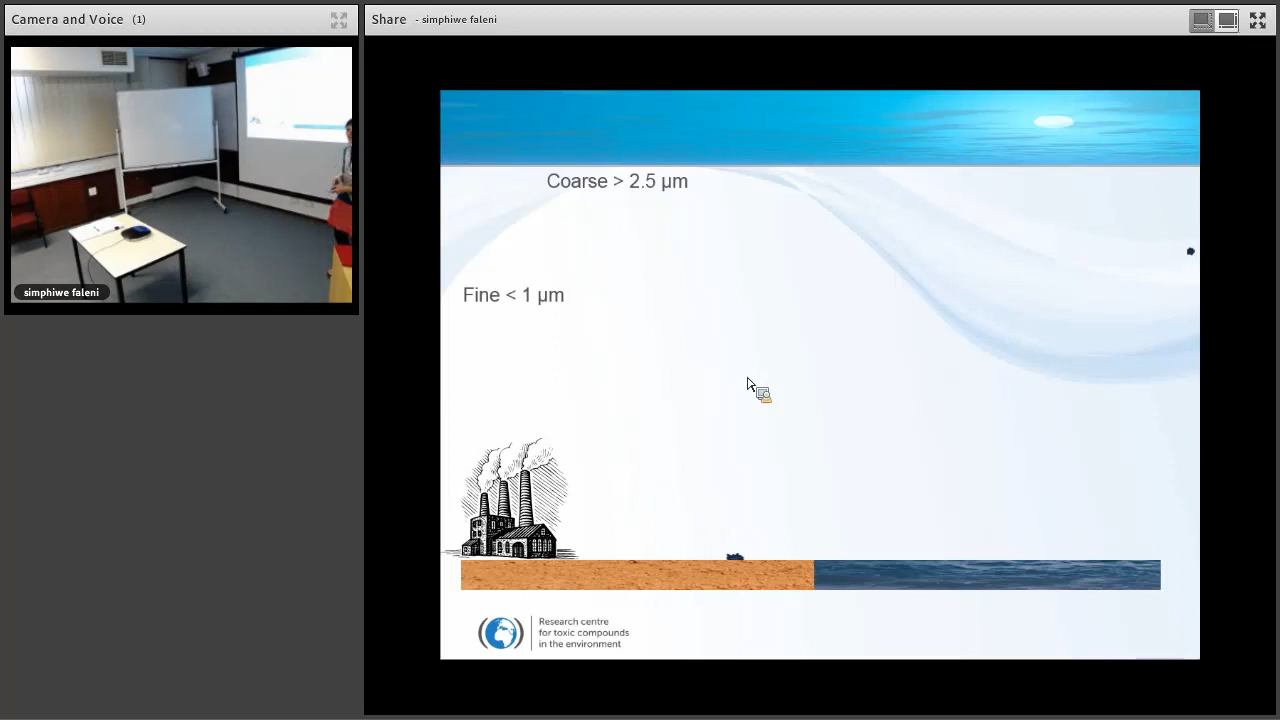 Camera and Voice (1)
simphiwe faleni
Share - simphiwe faleni
Coarse > 2.5 µm
Fine < 1 µm
Research centre
for toxic compounds
in the environment